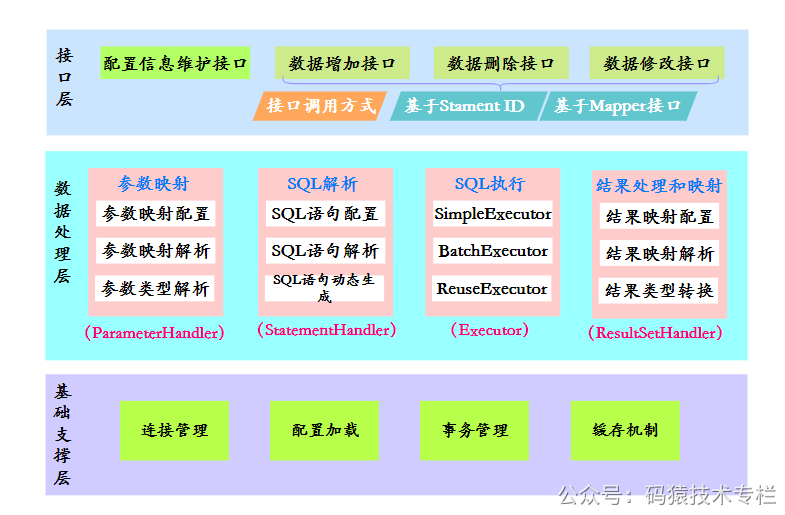 接口层
配置信息维护接口
数据增加接口
数据删除接口
数据修改接口
接口调用方式
基于Stament ID
基于Mapper接口
数据处理层
参数映射
参数映射配置
参数映射解析
参数类型解析
(ParameterHandler)
SQL解析
SQL语句配置
SQL语句解析
SQL语句动态生
成
(StatementHandler)
SQL执行
SimpleExecutor
BatchExecutor
ReuseExecutor
(Executor)
结果处理和映射
结果映射配置
结果映射解析
结果类型转换
(ResultSetHandler)
基础支撑层
连接管理
配置加载
事务管理
缓存机制
公众号：码猿技术专栏